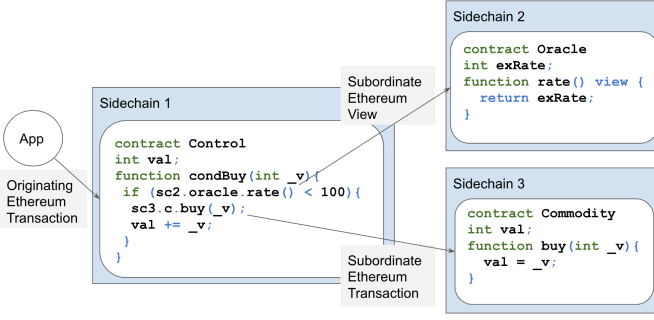 App
Originating
Ethereum
Transaction
Sidechain 1
contract Control
int val;
function condBuy(int _v){
if (sc2.oracle.rate() < 100){
sc3.c.buy(_v);
val += _v;
}
}
Subordinate
Ethereum
View
Sidechain 2
contract Oracle
int exRate;
function rate() view {
return exRate;
}
Subordinate
Ethereum
Transaction
Sidechain 3
contract Commodity
int val;
function buy(int _v){
val = _v;
}